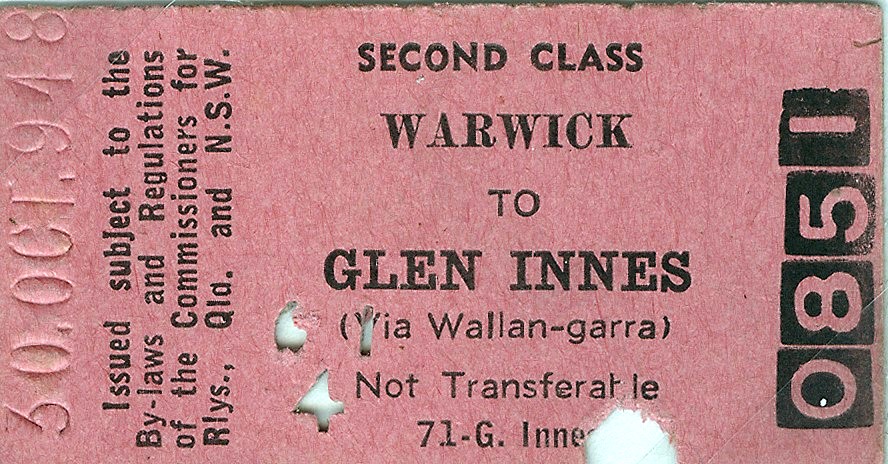 30.OCT.948
Issued subject to the
By-laws and Regulations
of the Commissioners for
Rlys., Qld. and N.S.W.
SECOND CLASS
WARWICK
TO
GLEN INNES
(Via Wallan-garra)
Not Transferable
71-G. Innes
0851